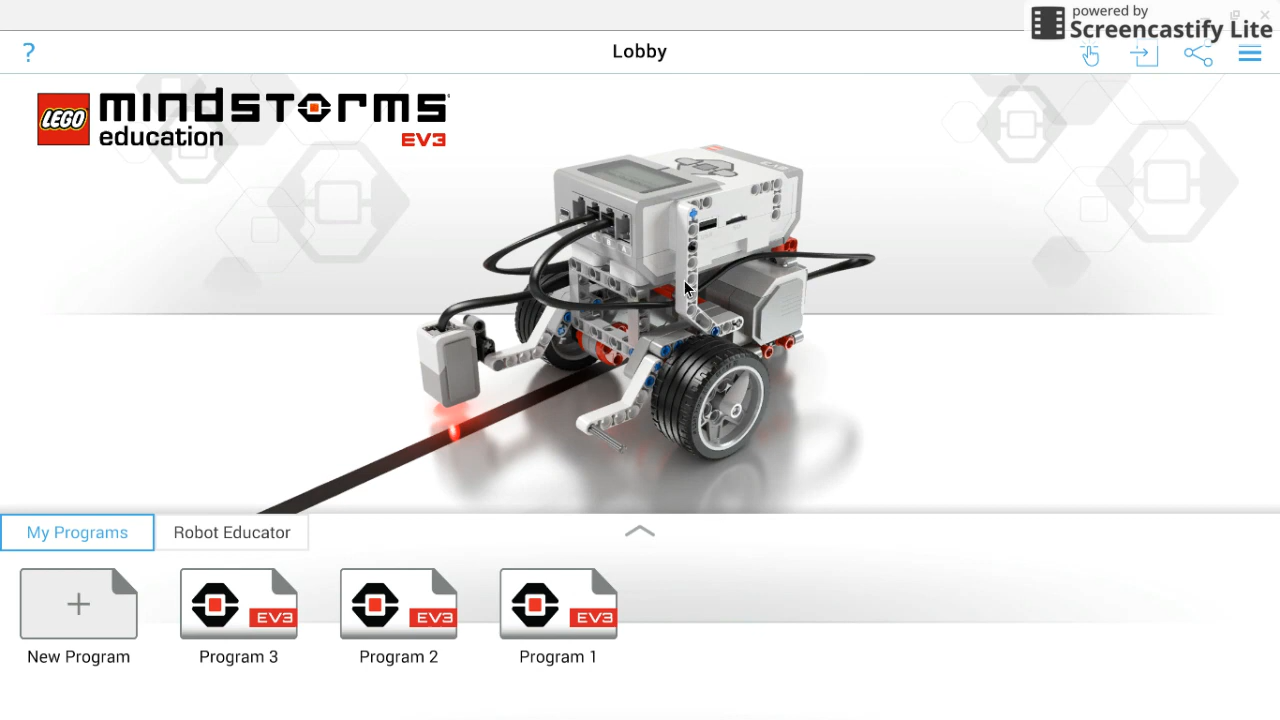 powered by
Screencastify Lite
?
Lobby
LEGO mindstorms
education
EV3
My Programs
Robot Educator
+
EV3
EV3
EV3
New Program
Program 3
Program 2
Program 1